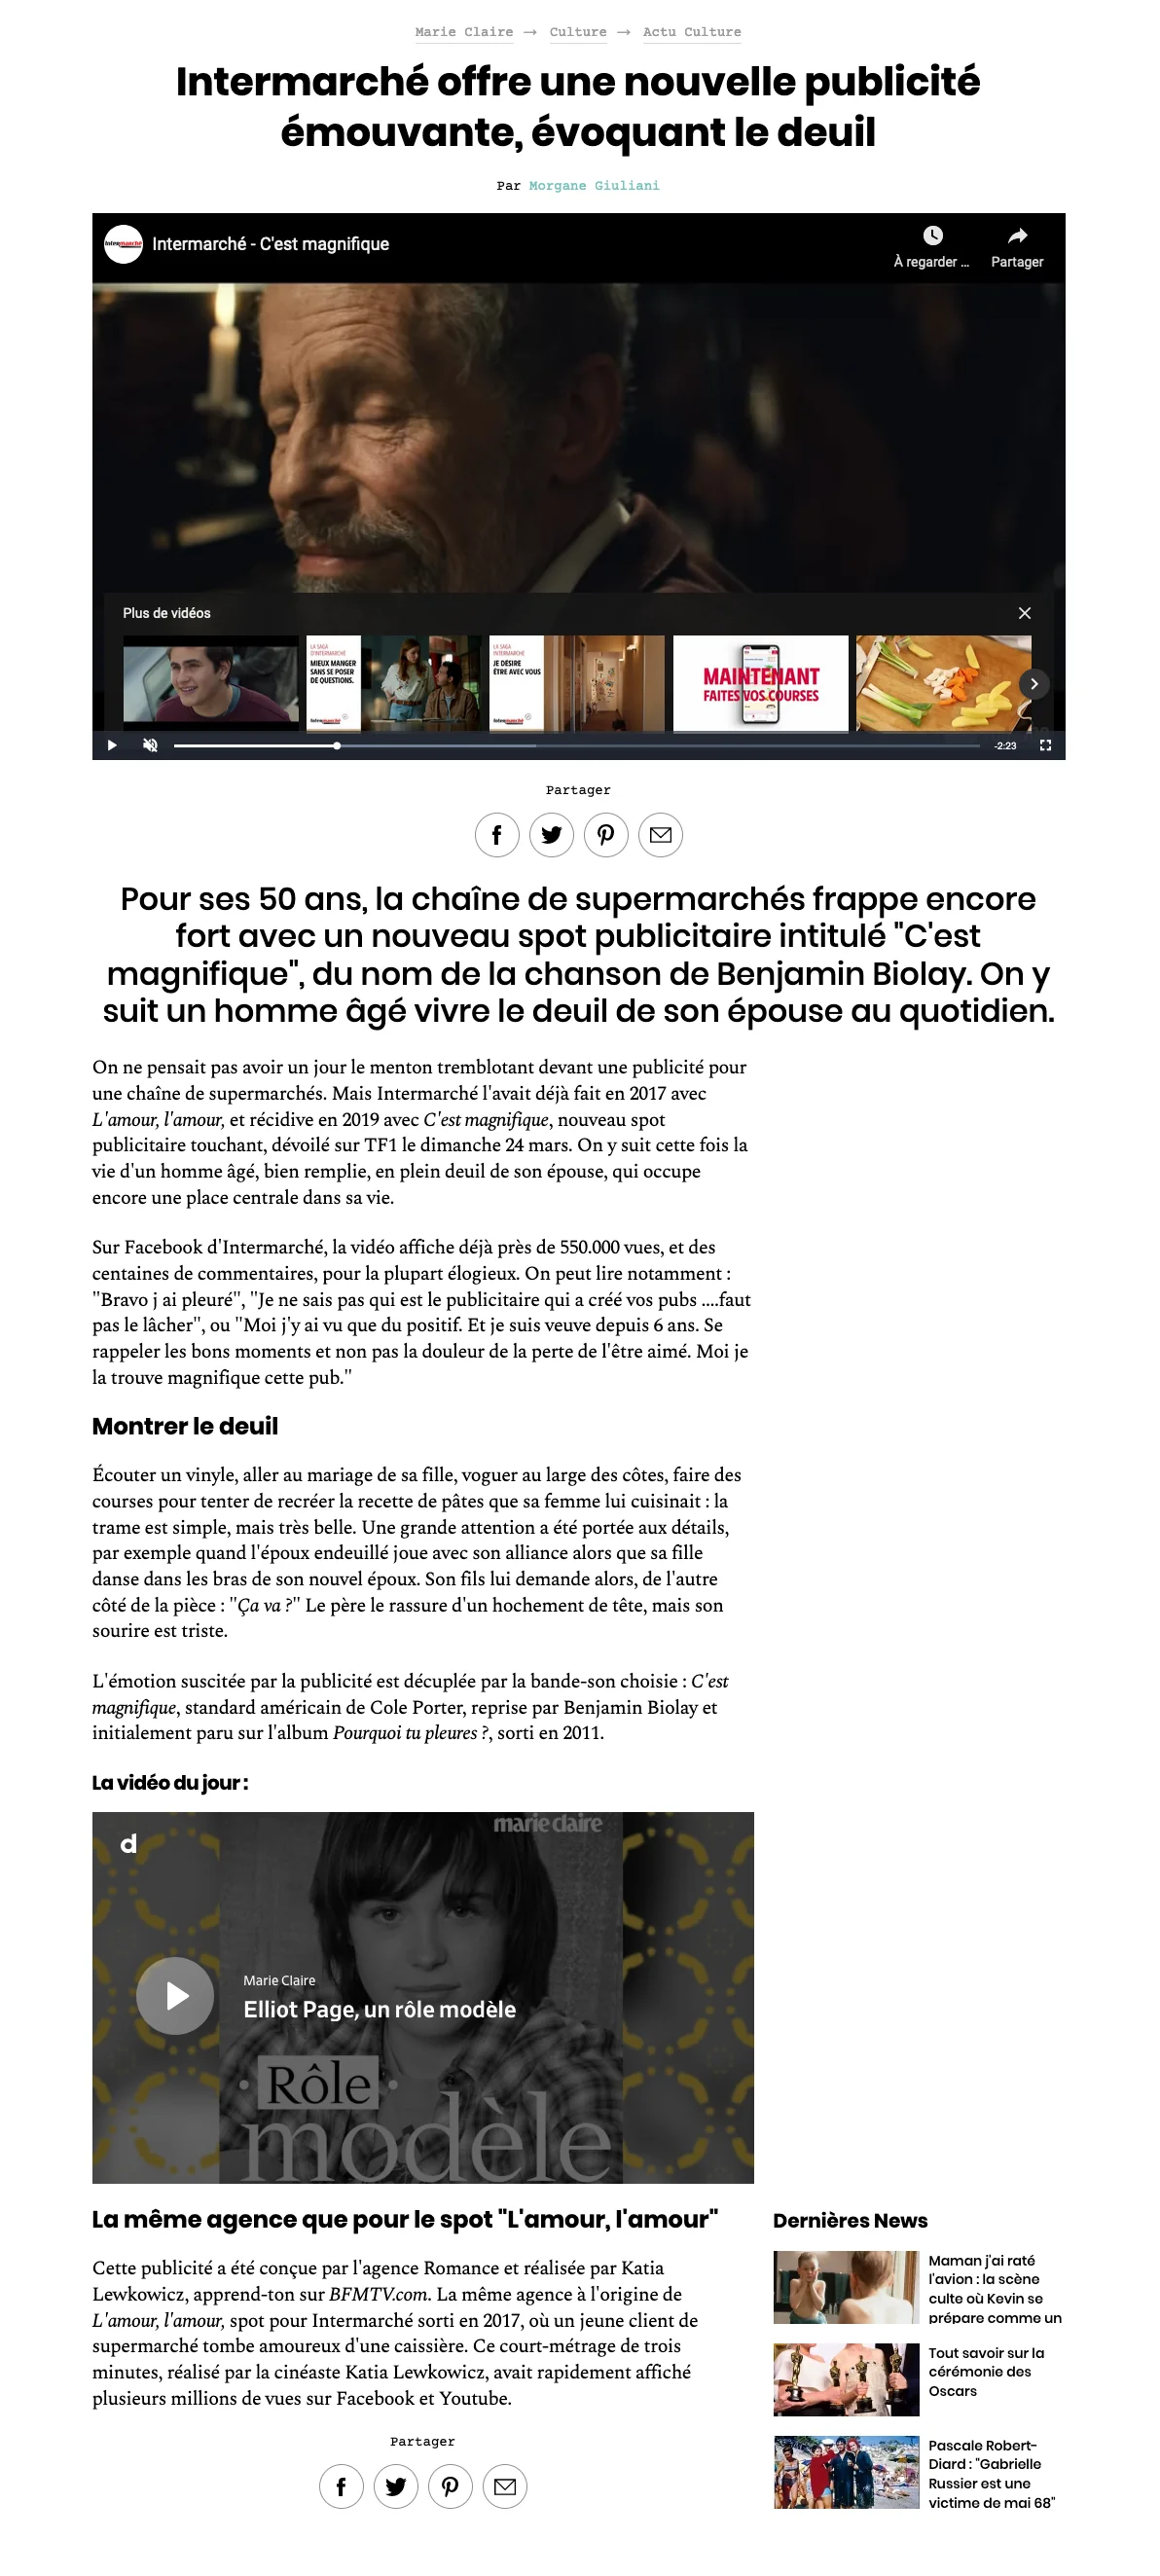 Marie Claire → Culture → Actu Culture
Intermarché offre une nouvelle publicité
émouvante, évoquant le deuil
Par Morgane Giuliani
Intermarché
Intermarché - C'est magnifique
À regarder ...
Partager
Plus de vidéos
LA SAGA
D'INTERMARCHÉ
MIEUX MANGER
SANS SE POSER
DE QUESTIONS.
Intermarché
LA SAGA
INTERMARCHÉ
JE DÉSIRE
ÊTRE AVEC VOUS
Intermarché
MAINTENANT
FAITES VOS COURSES
-2:23
Partager
Pour ses 50 ans, la chaîne de supermarchés frappe encore
fort avec un nouveau spot publicitaire intitulé "C'est
magnifique", du nom de la chanson de Benjamin Biolay. On y
suit un homme âgé vivre le deuil de son épouse au quotidien.
On ne pensait pas avoir un jour le menton tremblotant devant une publicité pour
une chaîne de supermarchés. Mais Intermarché l'avait déjà fait en 2017 avec
L'amour, l'amour, et récidive en 2019 avec C'est magnifique, nouveau spot
publicitaire touchant, dévoilé sur TF1 le dimanche 24 mars. On y suit cette fois la
vie d'un homme âgé, bien remplie, en plein deuil de son épouse, qui occupe
encore une place centrale dans sa vie.
Sur Facebook d'Intermarché, la vidéo affiche déjà près de 550.000 vues, et des
centaines de commentaires, pour la plupart élogieux. On peut lire notamment :
"Bravo j ai pleuré", "Je ne sais pas qui est le publicitaire qui a créé vos pubs ....faut
pas le lâcher", ou "Moi j'y ai vu que du positif. Et je suis veuve depuis 6 ans. Se
rappeler les bons moments et non pas la douleur de la perte de l'être aimé. Moi je
la trouve magnifique cette pub."
Montrer le deuil
Écouter un vinyle, aller au mariage de sa fille, voguer au large des côtes, faire des
courses pour tenter de recréer la recette de pâtes que sa femme lui cuisinait : la
trame est simple, mais très belle. Une grande attention a été portée aux détails,
par exemple quand l'époux endeuillé joue avec son alliance alors que sa fille
danse dans les bras de son nouvel époux. Son fils lui demande alors, de l'autre
côté de la pièce : "Ça va ?" Le père le rassure d'un hochement de tête, mais son
sourire est triste.
L'émotion suscitée par la publicité est décuplée par la bande-son choisie : C'est
magnifique, standard américain de Cole Porter, reprise par Benjamin Biolay et
initialement paru sur l'album Pourquoi tu pleures ?, sorti en 2011.
La vidéo du jour :
marie claire
d
Marie Claire
Elliot Page, un rôle modèle
Rôle
modèle
La même agence que pour le spot "L'amour, l'amour"
Cette publicité a été conçue par l'agence Romance et réalisée par Katia
Lewkowicz, apprend-ton sur BFMTV.com. La même agence à l'origine de
L'amour, l'amour, spot pour Intermarché sorti en 2017, où un jeune client de
supermarché tombe amoureux d'une caissière. Ce court-métrage de trois
minutes, réalisé par la cinéaste Katia Lewkowicz, avait rapidement affiché
plusieurs millions de vues sur Facebook et Youtube.
Partager
Dernières News
Maman j'ai raté
l'avion : la scène
culte où Kevin se
prépare comme un
Tout savoir sur la
cérémonie des
Oscars
Pascale Robert-
Diard : "Gabrielle
Russier est une
victime de mai 68"